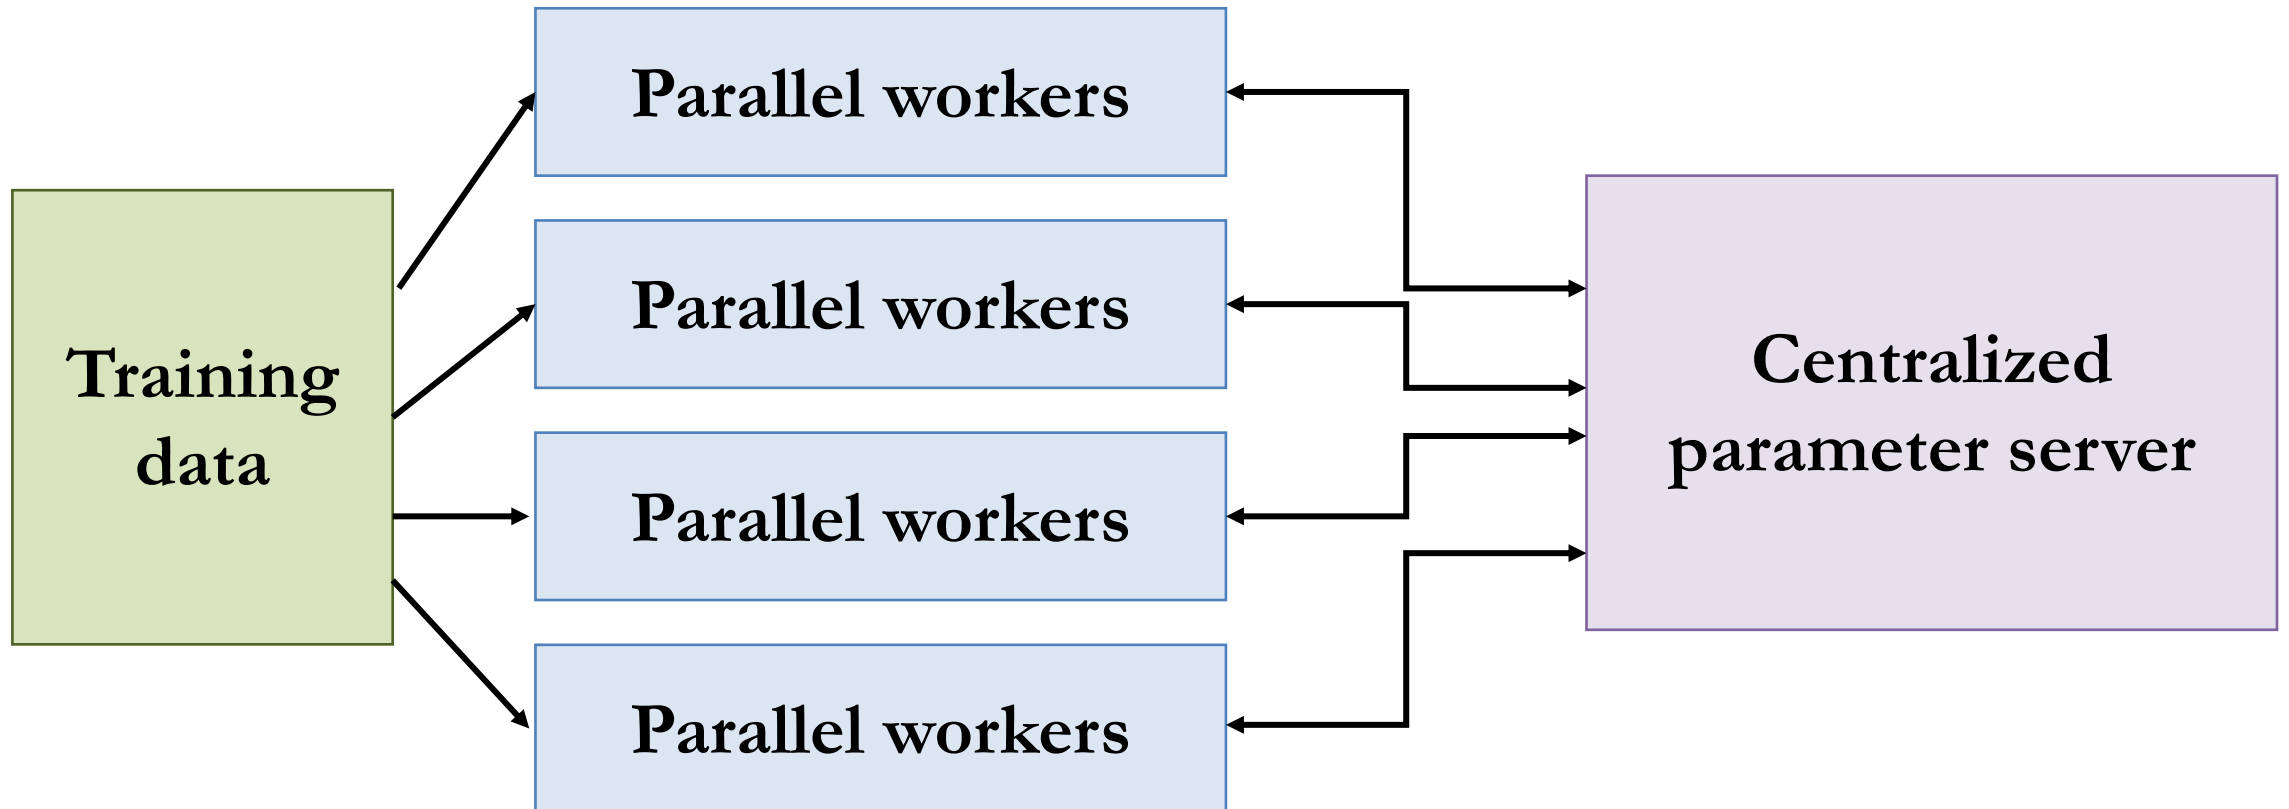 Training
data
Parallel workers
Parallel workers
Parallel workers
Parallel workers
Centralized
parameter server